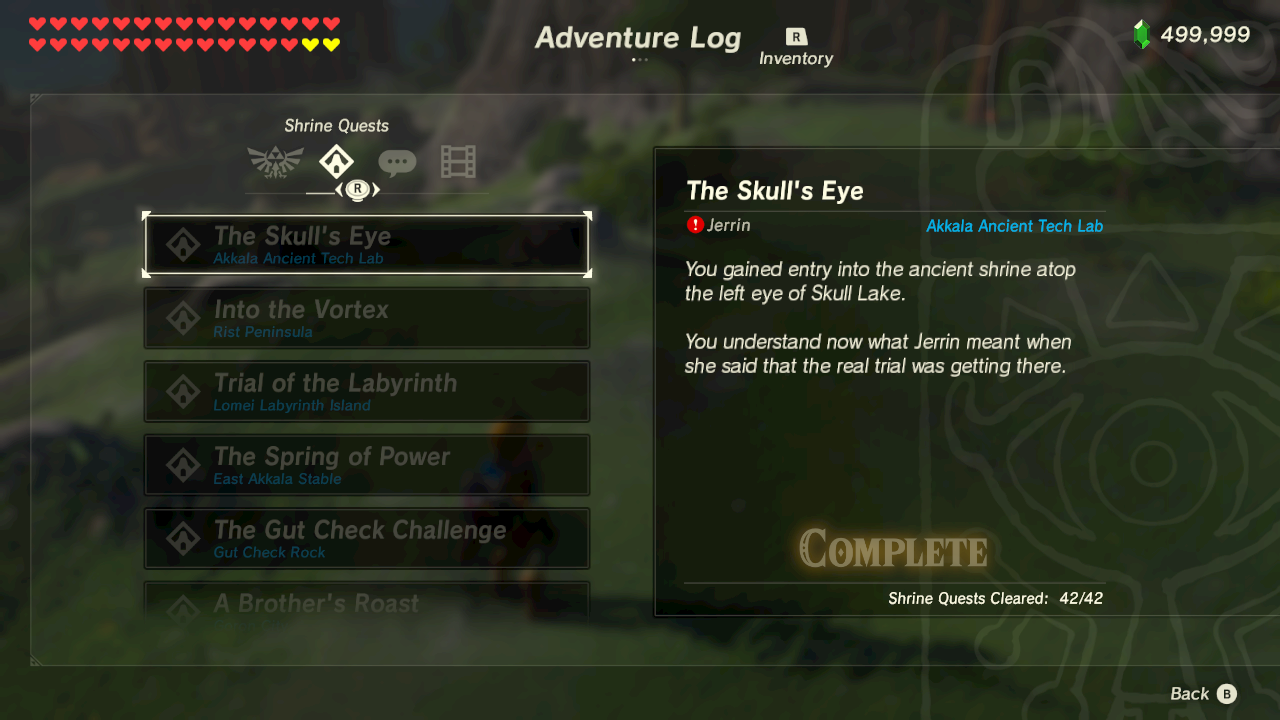 Adventure Log
R
Inventory
499,999
Shrine Quests
R
The Skull's Eye
Akkala Ancient Tech Lab
Into the Vortex
Rist Peninsula
Trial of the Labyrinth
Lomei Labyrinth Island
The Spring of Power
East Akkala Stable
The Gut Check Challenge
Gut Check Rock
A Brother's Roast
The Skull's Eye
! Jerrin
Akkala Ancient Tech Lab
You gained entry into the ancient shrine atop
the left eye of Skull Lake.
You understand now what Jerrin meant when
she said that the real trial was getting there.
COMPLETE
Shrine Quests Cleared: 42/42
Back B